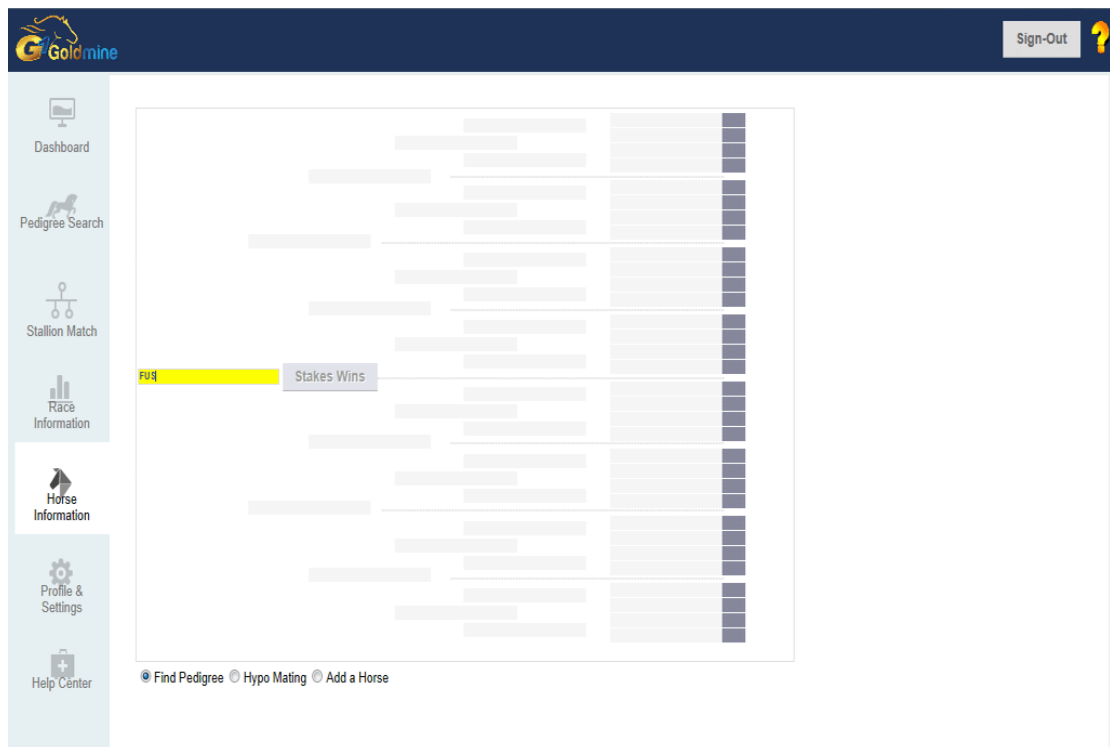 G1 Goldmine
Sign-Out
?
Dashboard
Pedigree Search
Stallion Match
Race
Information
Horse
Information
Profile &
Settings
Help Center
FUS
Stakes Wins
Find Pedigree Hypo Mating Add a Horse